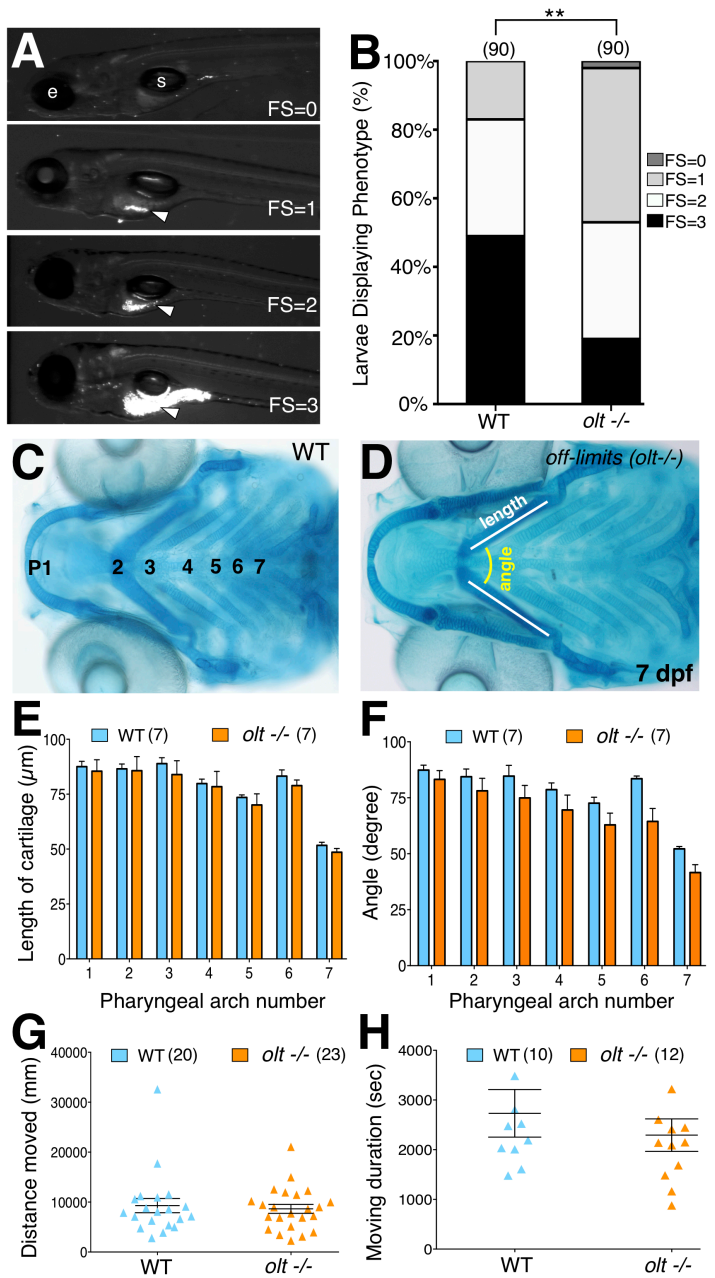 A
e
s
FS=0
FS=1
FS=2
FS=3
B
**
(90)
(90)
Larvae Displaying Phenotype (%)
100%
80%
60%
40%
20%
0%
WT
olt -/-
FS=0
FS=1
FS=2
FS=3
C
WT
P1 2 3 4 5 6 7
D
off-limits (olt-/-)
length
angle
7 dpf
E
WT (7)
olt -/- (7)
Length of cartilage (µm)
100
75
50
25
0
1 2 3 4 5 6 7
Pharyngeal arch number
F
WT (7)
olt -/- (7)
Angle (degree)
100
75
50
25
0
1 2 3 4 5 6 7
Pharyngeal arch number
G
WT (20)
olt -/- (23)
Distance moved (mm)
40000
30000
20000
10000
0
WT
olt -/-
H
WT (10)
olt -/- (12)
Moving duration (sec)
4000
3000
2000
1000
0
WT
olt -/-